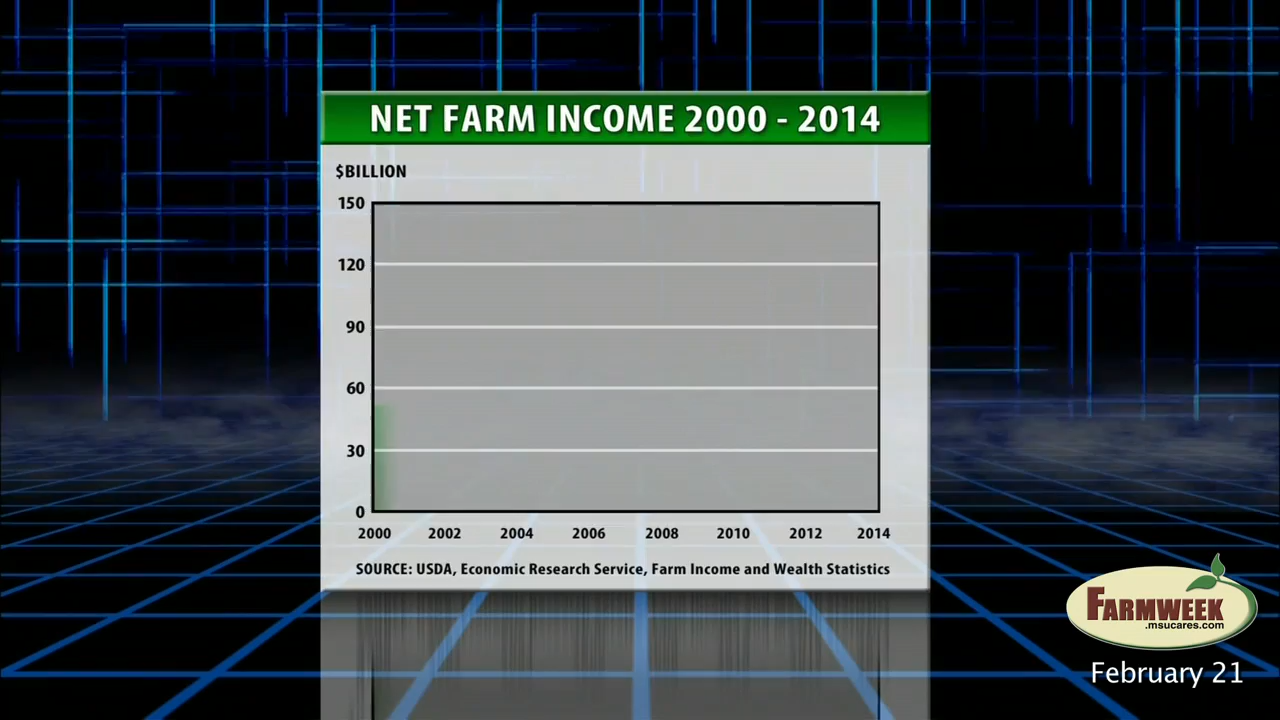 NET FARM INCOME 2000 - 2014
$BILLION
150
120
90
60
30
0
2000 2002 2004 2006 2008 2010 2012 2014
SOURCE: USDA, Economic Research Service, Farm Income and Wealth Statistics
FARMWEEK
.msucares.com
February 21